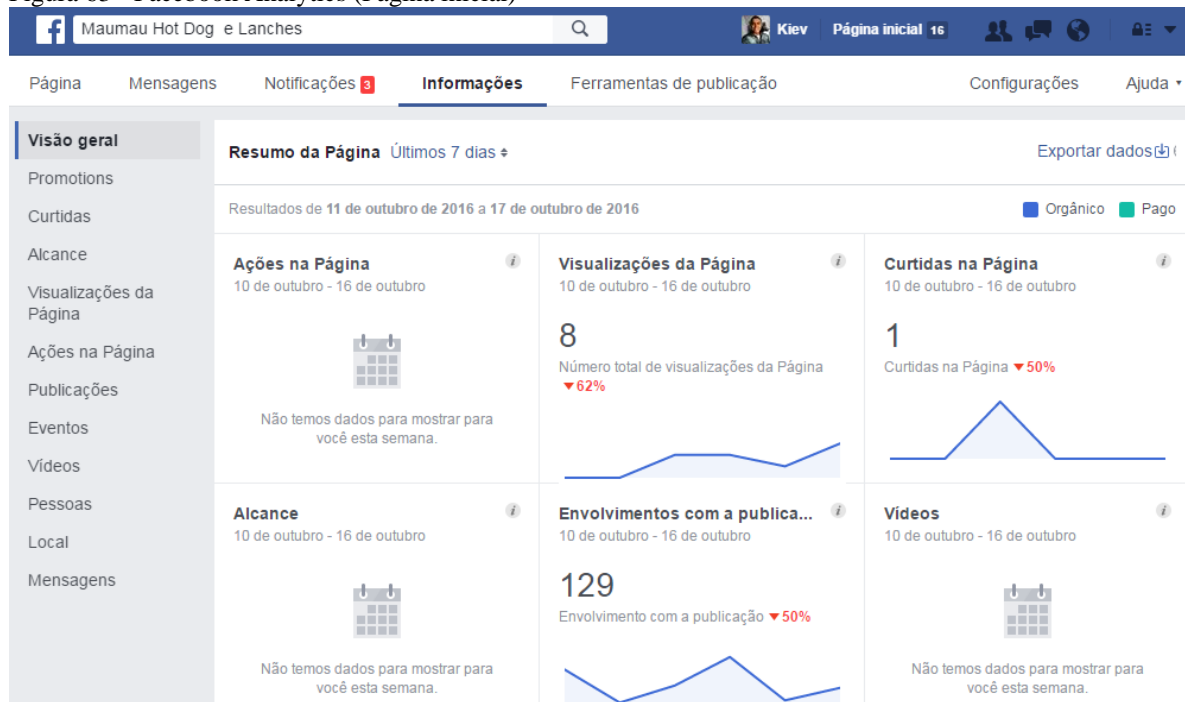 Figura 63 - Facebook Analytics (Página Inicial)
f Maumau Hot Dog e Lanches Kiev Página inicial 16
Página Mensagens Notificações 3 Informações Ferramentas de publicação Configurações Ajuda
Visão geral
Promotions
Curtidas
Alcance
Visualizações da
Página
Ações na Página
Publicações
Eventos
Vídeos
Pessoas
Local
Mensagens
Resumo da Página Últimos 7 dias
Exportar dados
Resultados de 11 de outubro de 2016 a 17 de outubro de 2016
Orgânico Pago
Ações na Página
10 de outubro - 16 de outubro
Não temos dados para mostrar para
você esta semana.
Visualizações da Página
10 de outubro - 16 de outubro
8
Número total de visualizações da Página
▼62%
Curtidas na Página
10 de outubro - 16 de outubro
1
Curtidas na Página ▼50%
Alcance
10 de outubro - 16 de outubro
Não temos dados para mostrar para
você esta semana.
Envolvimentos com a publica...
10 de outubro - 16 de outubro
129
Envolvimento com a publicação ▼50%
Vídeos
10 de outubro - 16 de outubro
Não temos dados para mostrar para
você esta semana.